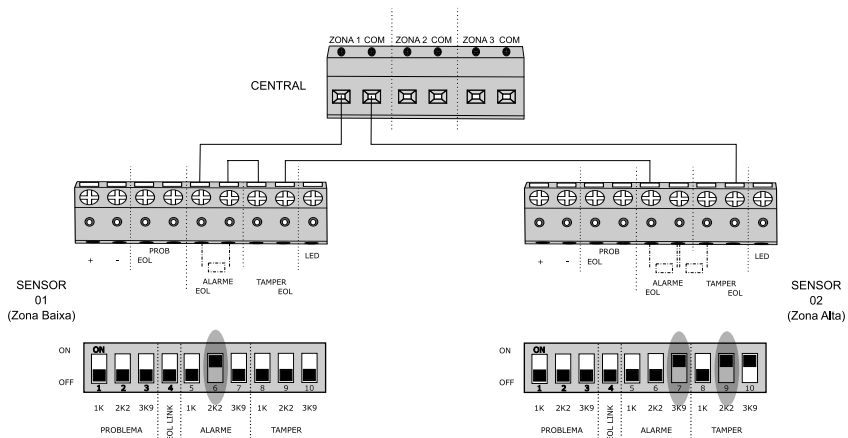 ZONA 1 COM ZONA 2 COM ZONA 3 COM
CENTRAL
+ - PROB EOL ALARME EOL TAMPER EOL LED
SENSOR
01
(Zona Baixa)
+ - PROB EOL ALARME EOL TAMPER EOL LED
SENSOR
02
(Zona Alta)
ON
OFF
ON
1 2 3 4 5 6 7 8 9 10
1K 2K2 3K9 EOL LINK 1K 2K2 3K9 1K 2K2 3K9
PROBLEMA ALARME TAMPER
ON
OFF
ON
1 2 3 4 5 6 7 8 9 10
1K 2K2 3K9 EOL LINK 1K 2K2 3K9 1K 2K2 3K9
PROBLEMA ALARME TAMPER